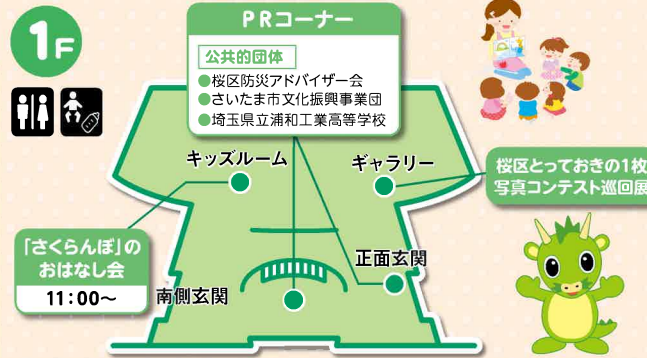 1F
PRコーナー
公共的団体
●桜区防災アドバイザー会
●さいたま市文化振興事業団
●埼玉県立浦和工業高等学校
キッズルーム
ギャラリー
桜区とっておきの1枚
写真コンテスト巡回展
「さくらんぼ」の
おはなし会
11:00～
南側玄関
正面玄関